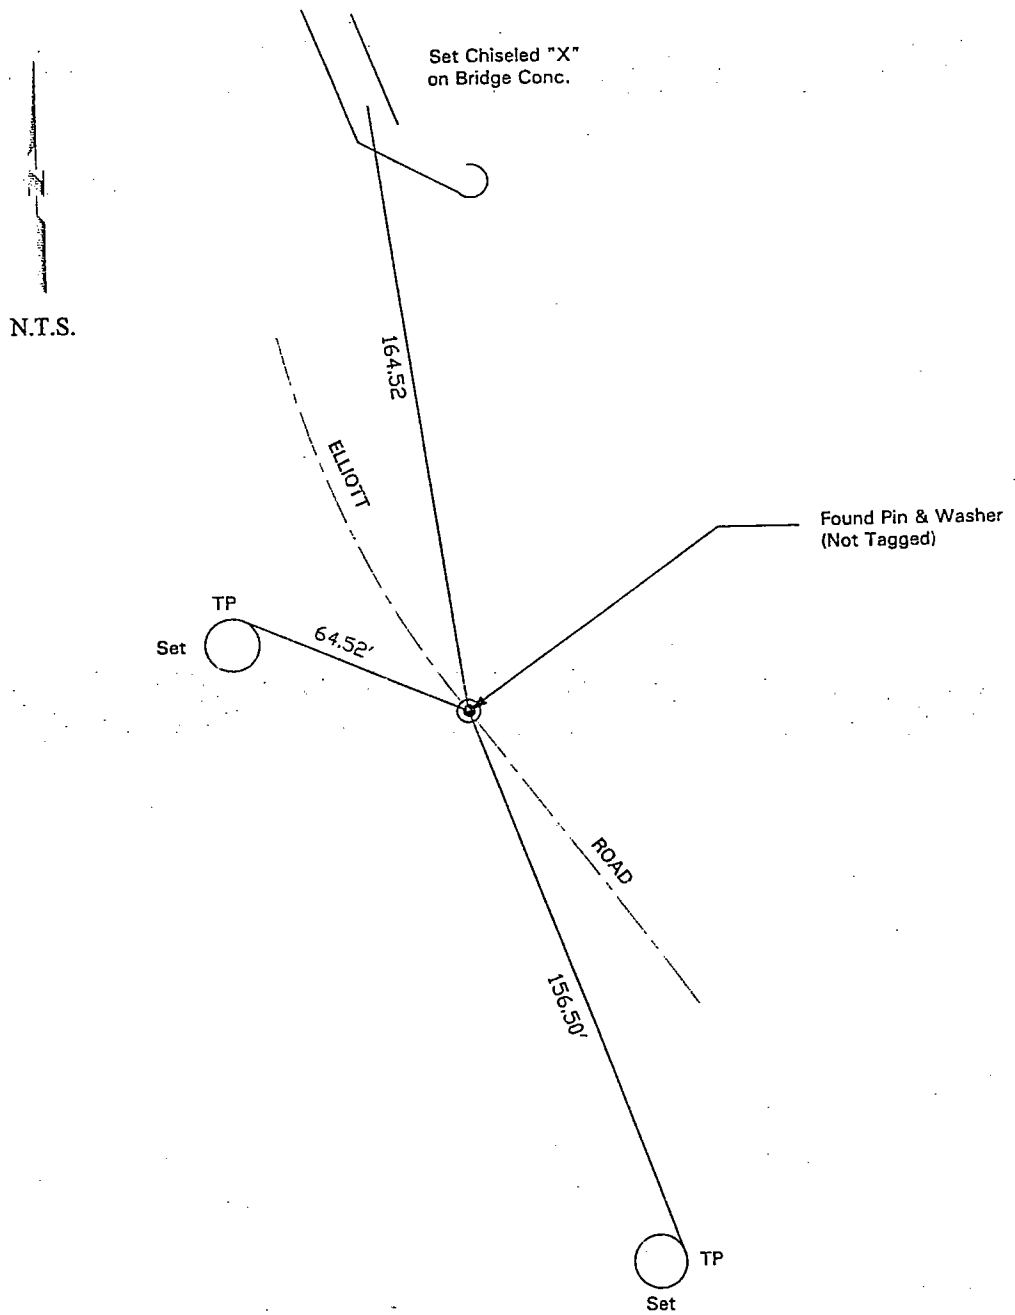 Set Chiseled "X"
on Bridge Conc.
N
N.T.S.
164.52
ELLIOTT
Found Pin & Washer
(Not Tagged)
TP
Set
64.52'
ROAD
156.50'
TP
Set